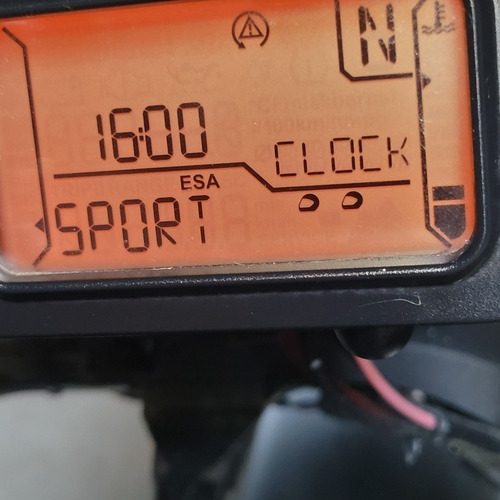 N
16:00
CLOCK
ESA
SPORT